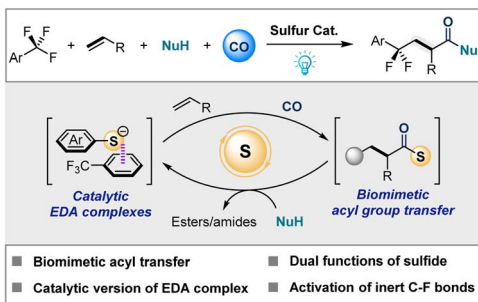 F
F
Ar
F
+
R
+
NuH
+
CO
Sulfur Cat.
O
Ar
Nu
F F R
R
CO
Ar S ⊖
F₃C
S
O
S
R
Catalytic
EDA complexes
Biomimetic
acyl group transfer
Esters/amides
NuH
Biomimetic acyl transfer
Dual functions of sulfide
Catalytic version of EDA complex
Activation of inert C-F bonds